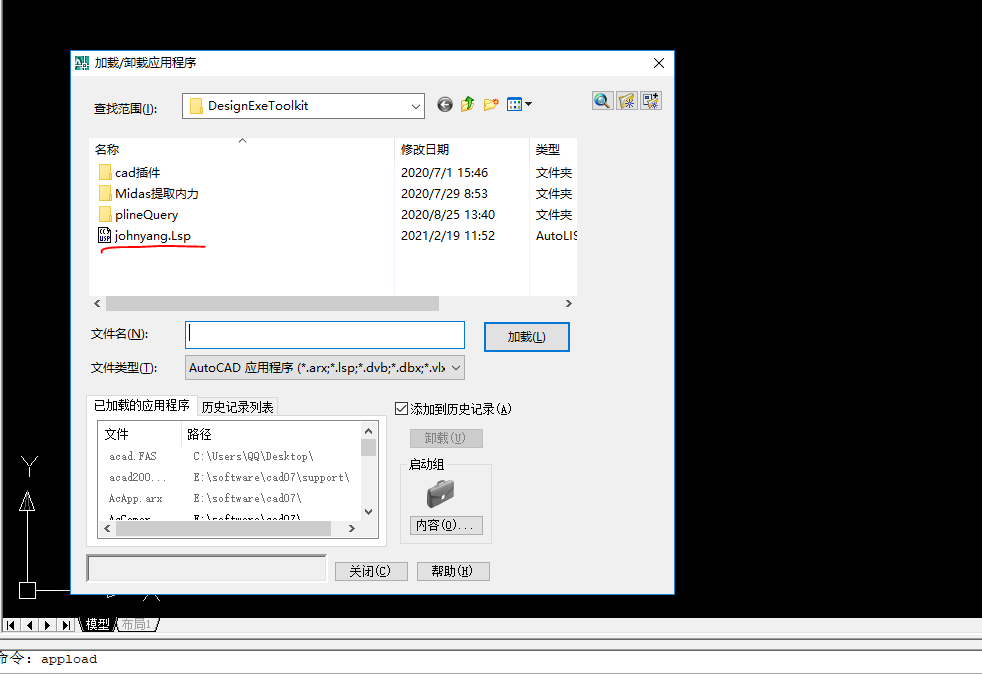 加载/卸载应用程序
查找范围(I):
DesignExeToolkit
名称 修改日期 类型
cad插件 2020/7/1 15:46 文件夹
Midas提取内力 2020/7/29 8:53 文件夹
plineQuery 2020/8/25 13:40 文件夹
johnyang.Lsp 2021/2/19 11:52 AutoLIS
文件名(N):
加载(L)
文件类型(T): AutoCAD 应用程序 (*.arx;*.lsp;*.dvb;*.dbx;*.vlx
已加载的应用程序 历史记录列表
添加到历史记录(A)
文件 路径
卸载(U)
acad.FAS C:\Users\QQ\Desktop\
acad200... E:\software\cad07\support\
AcApp.arx E:\software\cad07\
E:\software\cad07\
启动组
内容(O)...
关闭(C) 帮助(H)
Y
X
模型 布局1
命令: appload